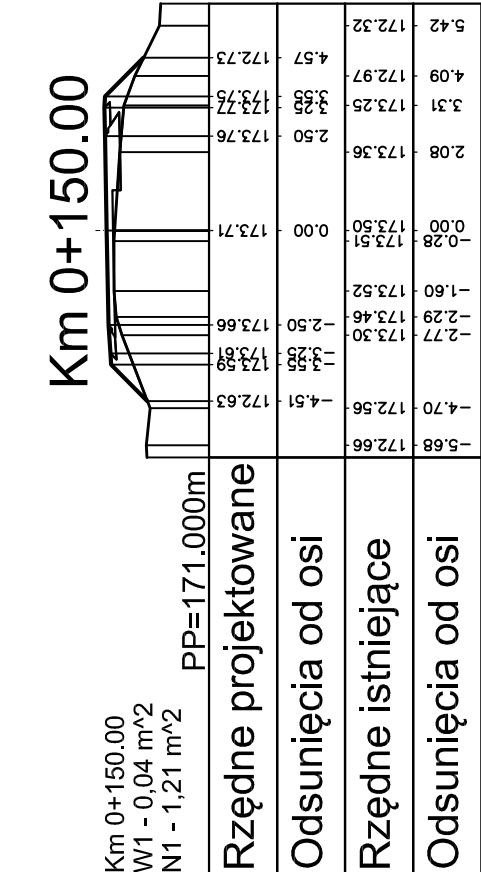 Km 0+150.00
Km 0+150.00
W1 - 0,04 m^2
N1 - 1,21 m^2
PP=171.000m
Rzędne projektowane
172.63 173.59 173.61 173.66 173.71 173.76 173.77 173.75 172.73
Odsunięcia od osi
-4.51 -3.55 -3.25 -2.50 0.00 2.50 3.25 3.55 4.57
Rzędne istniejące
172.66 172.56 173.30 173.46 173.52 173.51 173.50 173.36 173.25 172.97 172.32
Odsunięcia od osi
-5.68 -4.70 -2.77 -2.29 -1.60 -0.28 0.00 2.08 3.31 4.09 5.42